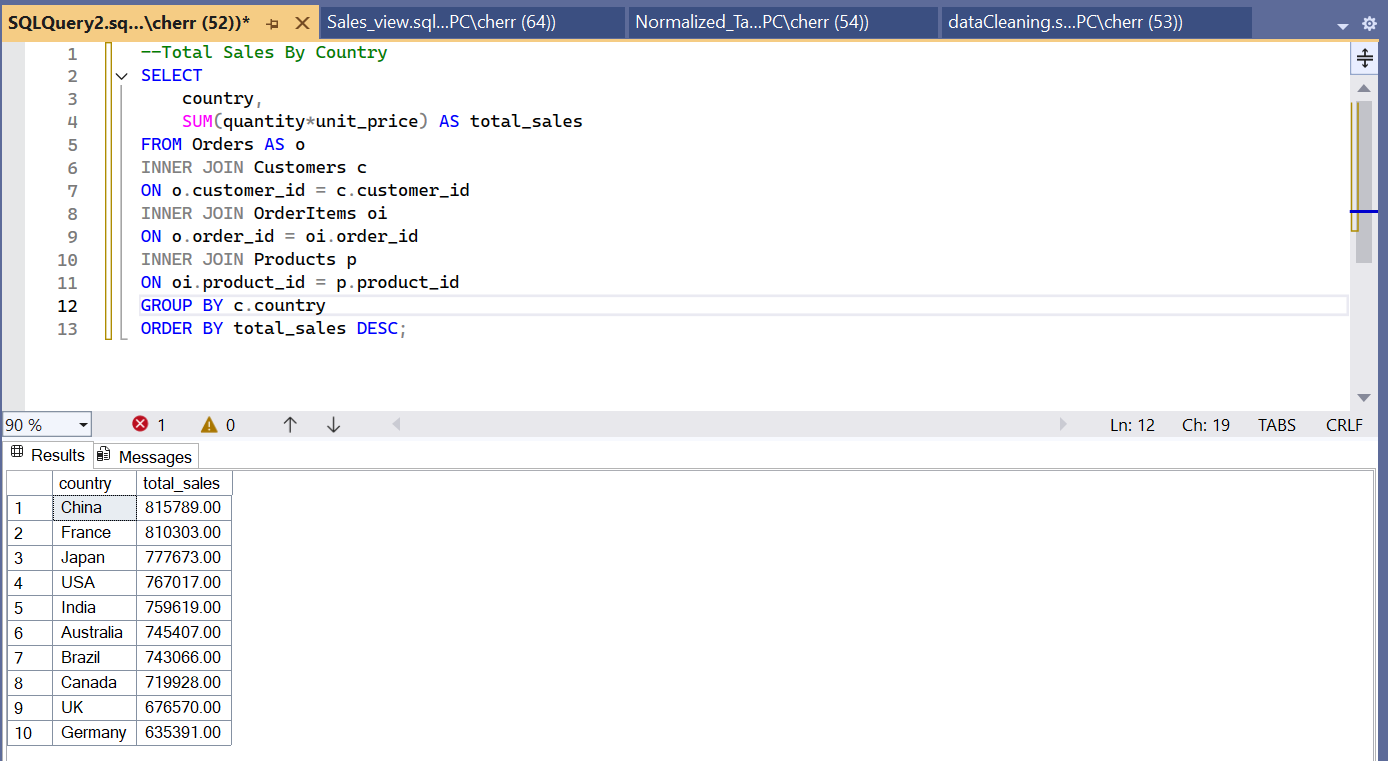 SQLQuery2.sq...\cherr (52))* Sales_view.sql...PC\cherr (64)) Normalized_Ta...PC\cherr (54)) dataCleaning.s...PC\cherr (53))
1 --Total Sales By Country
2 SELECT
3 country,
4 SUM(quantity*unit_price) AS total_sales
5 FROM Orders AS o
6 INNER JOIN Customers c
7 ON o.customer_id = c.customer_id
8 INNER JOIN OrderItems oi
9 ON o.order_id = oi.order_id
10 INNER JOIN Products p
11 ON oi.product_id = p.product_id
12 GROUP BY c.country
13 ORDER BY total_sales DESC;
90 % 1 0 Ln: 12 Ch: 19 TABS CRLF
Results Messages
country total_sales
1 China 815789.00
2 France 810303.00
3 Japan 777673.00
4 USA 767017.00
5 India 759619.00
6 Australia 745407.00
7 Brazil 743066.00
8 Canada 719928.00
9 UK 676570.00
10 Germany 635391.00